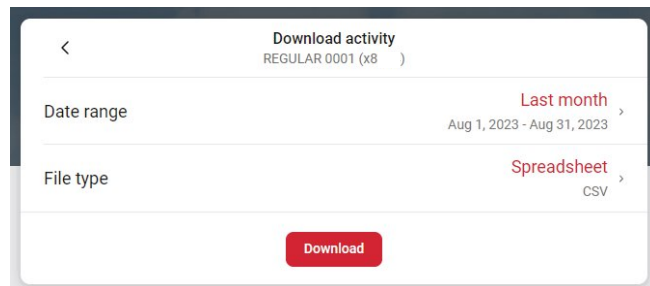 Download activity
REGULAR 0001 (x8 )
Date range
Last month
Aug 1, 2023 - Aug 31, 2023
File type
Spreadsheet
CSV
Download